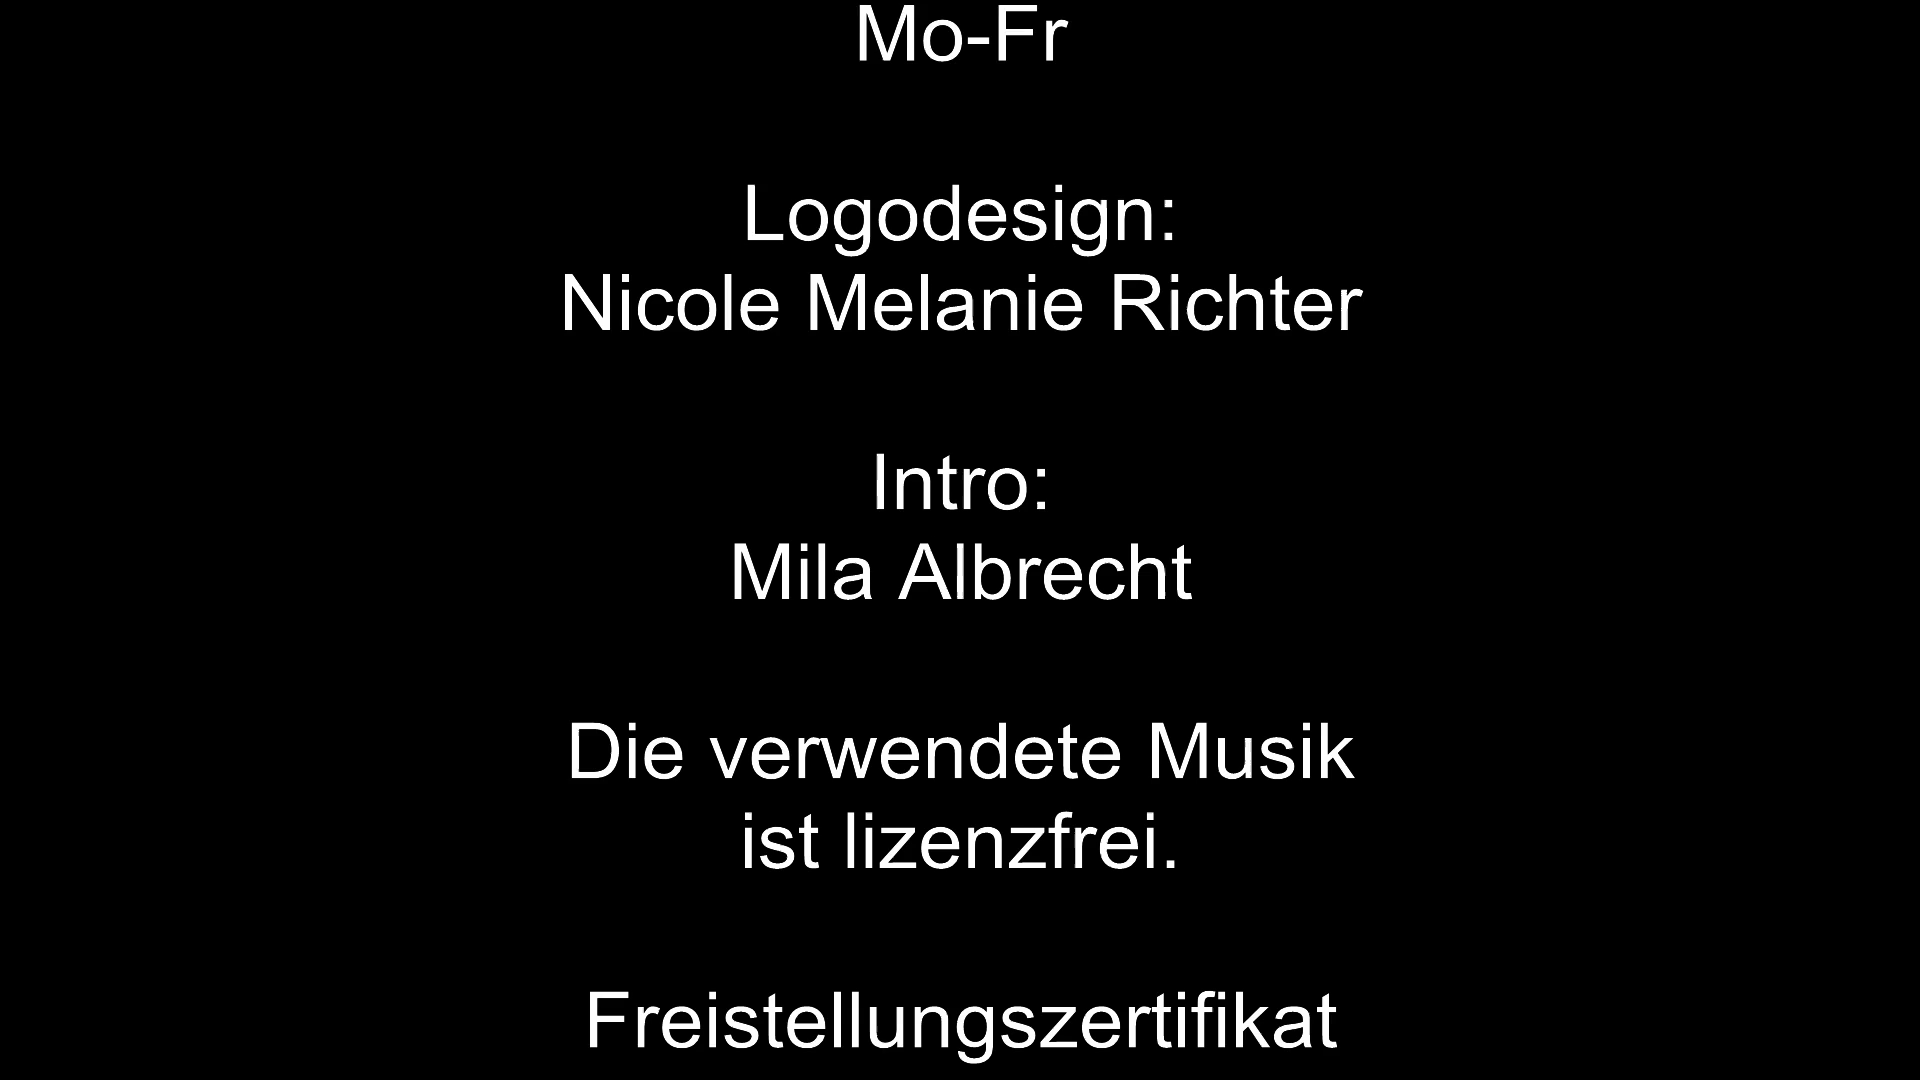 Mo-Fr
Logodesign:
Nicole Melanie Richter
Intro:
Mila Albrecht
Die verwendete Musik
ist lizenzfrei.
Freistellungszertifikat